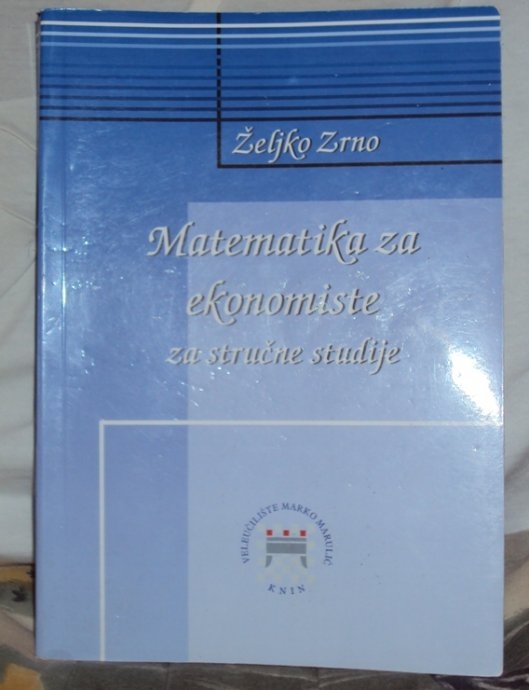 Željko Zrno
Matematika za
ekonomiste
za stručne studije
VELEUČILIŠTE MARKO MARULIĆ
KNIN